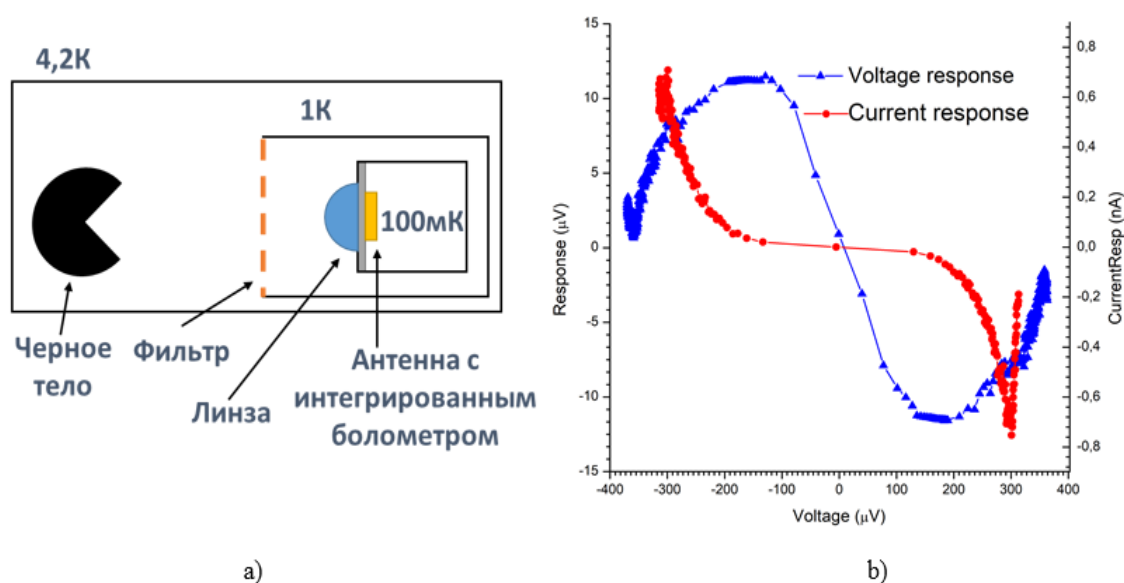 4,2К
1К
100мК
Черное
тело
Фильтр
Линза
Антенна с
интегрированным
болометром
a)
Voltage response
Current response
Response (μV)
15
10
5
0
-5
-10
-15
-400 -300 -200 -100 0 100 200 300 400
Voltage (μV)
0,8
0,6
0,4
0,2
0,0
-0,2
-0,4
-0,6
-0,8
CurrentResp (nA)
b)